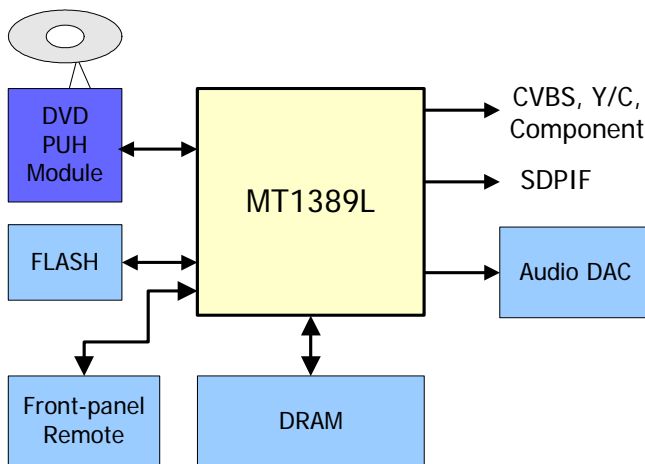 DVD
PUH
Module
MT1389L
CVBS, Y/C,
Component
SDPIF
FLASH
Audio DAC
Front-panel
Remote
DRAM